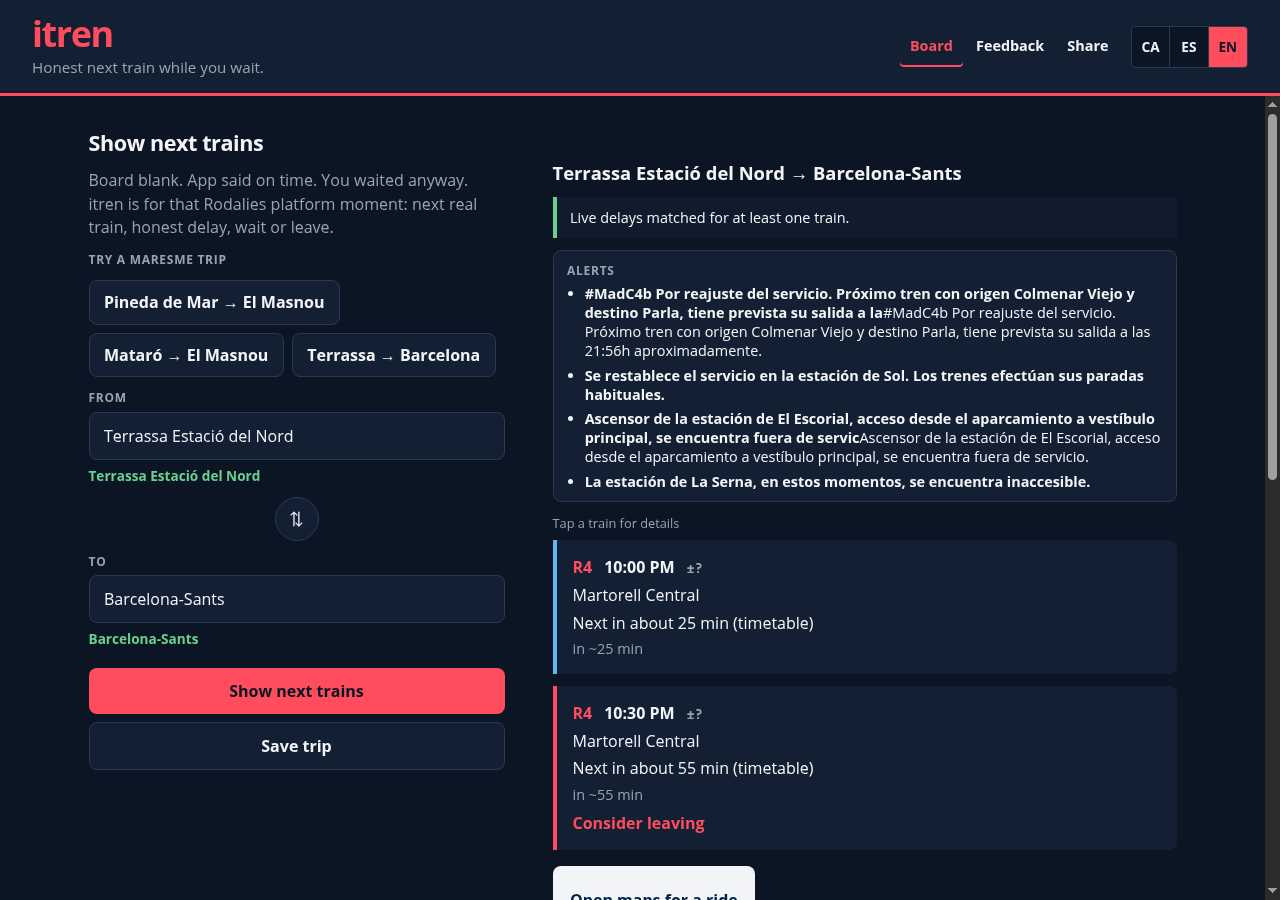 itren
Honest next train while you wait.
Board
Feedback
Share
CA
ES
EN
Show next trains
Board blank. App said on time. You waited anyway.
itren is for that Rodalies platform moment: next real
train, honest delay, wait or leave.
TRY A MARESME TRIP
Pineda de Mar → El Masnou
Mataró → El Masnou
Terrassa → Barcelona
FROM
Terrassa Estació del Nord
Terrassa Estació del Nord
⇅
TO
Barcelona-Sants
Barcelona-Sants
Show next trains
Save trip
Terrassa Estació del Nord → Barcelona-Sants
Live delays matched for at least one train.
ALERTS
• #MadC4b Por reajuste del servicio. Próximo tren con origen Colmenar Viejo y
destino Parla, tiene prevista su salida a la#MadC4b Por reajuste del servicio.
Próximo tren con origen Colmenar Viejo y destino Parla, tiene prevista su salida a las
21:56h aproximadamente.
• Se restablece el servicio en la estación de Sol. Los trenes efectúan sus paradas
habituales.
• Ascensor de la estación de El Escorial, acceso desde el aparcamiento a vestíbulo
principal, se encuentra fuera de servicAscensor de la estación de El Escorial, acceso
desde el aparcamiento a vestíbulo principal, se encuentra fuera de servicio.
• La estación de La Serna, en estos momentos, se encuentra inaccesible.
Tap a train for details
R4 10:00 PM ±?
Martorell Central
Next in about 25 min (timetable)
in ~25 min
R4 10:30 PM ±?
Martorell Central
Next in about 55 min (timetable)
in ~55 min
Consider leaving
Open maps for a ride